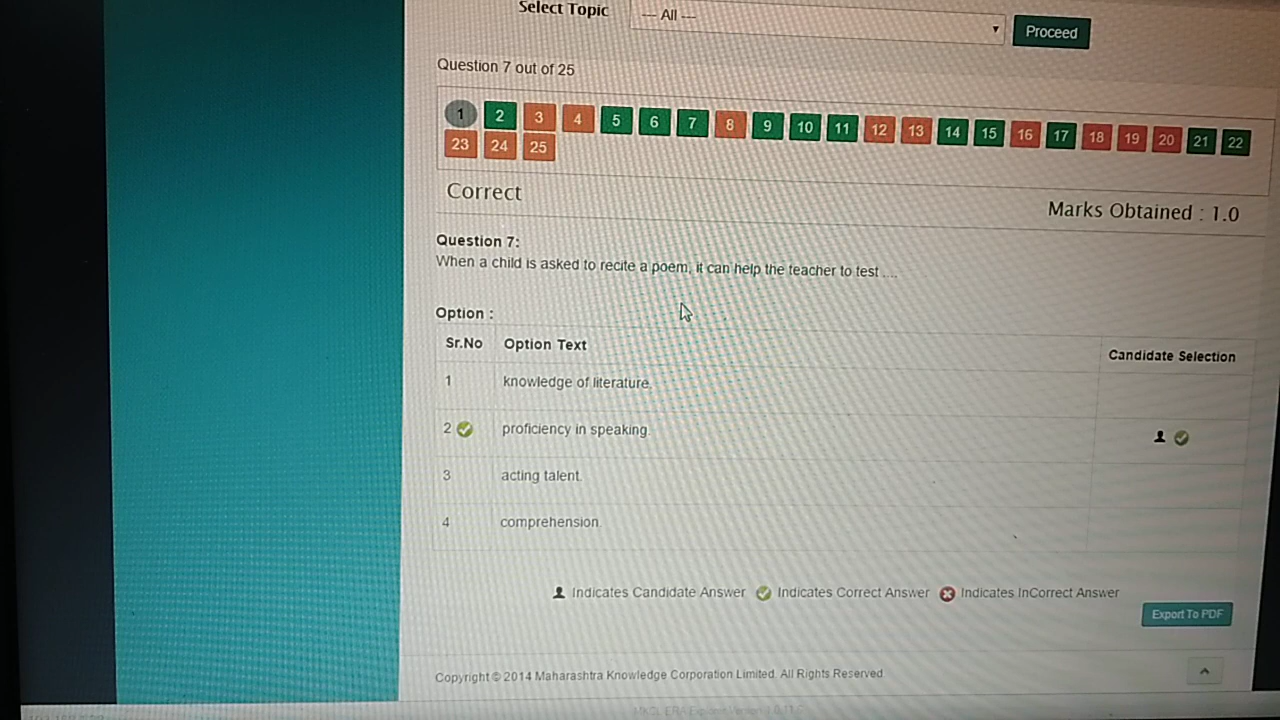 Select Topic --- All --- Proceed
Question 7 out of 25
1 2 3 4 5 6 7 8 9 10 11 12 13 14 15 16 17 18 19 20 21 22
23 24 25
Correct
Marks Obtained : 1.0
Question 7:
When a child is asked to recite a poem, it can help the teacher to test ....
Option :
Sr.No Option Text Candidate Selection
1 knowledge of literature.
2 proficiency in speaking.
3 acting talent.
4 comprehension.
Indicates Candidate Answer Indicates Correct Answer Indicates InCorrect Answer
Export To PDF
Copyright © 2014 Maharashtra Knowledge Corporation Limited. All Rights Reserved.